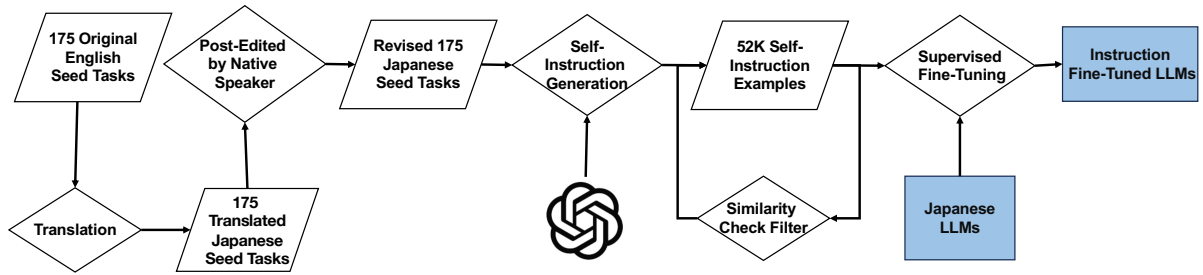 175 Original
English
Seed Tasks
Translation
175
Translated
Japanese
Seed Tasks
Post-Edited
by Native
Speaker
Revised 175
Japanese
Seed Tasks
Self-
Instruction
Generation
52K Self-
Instruction
Examples
Similarity
Check Filter
Supervised
Fine-Tuning
Japanese
LLMs
Instruction
Fine-Tuned LLMs